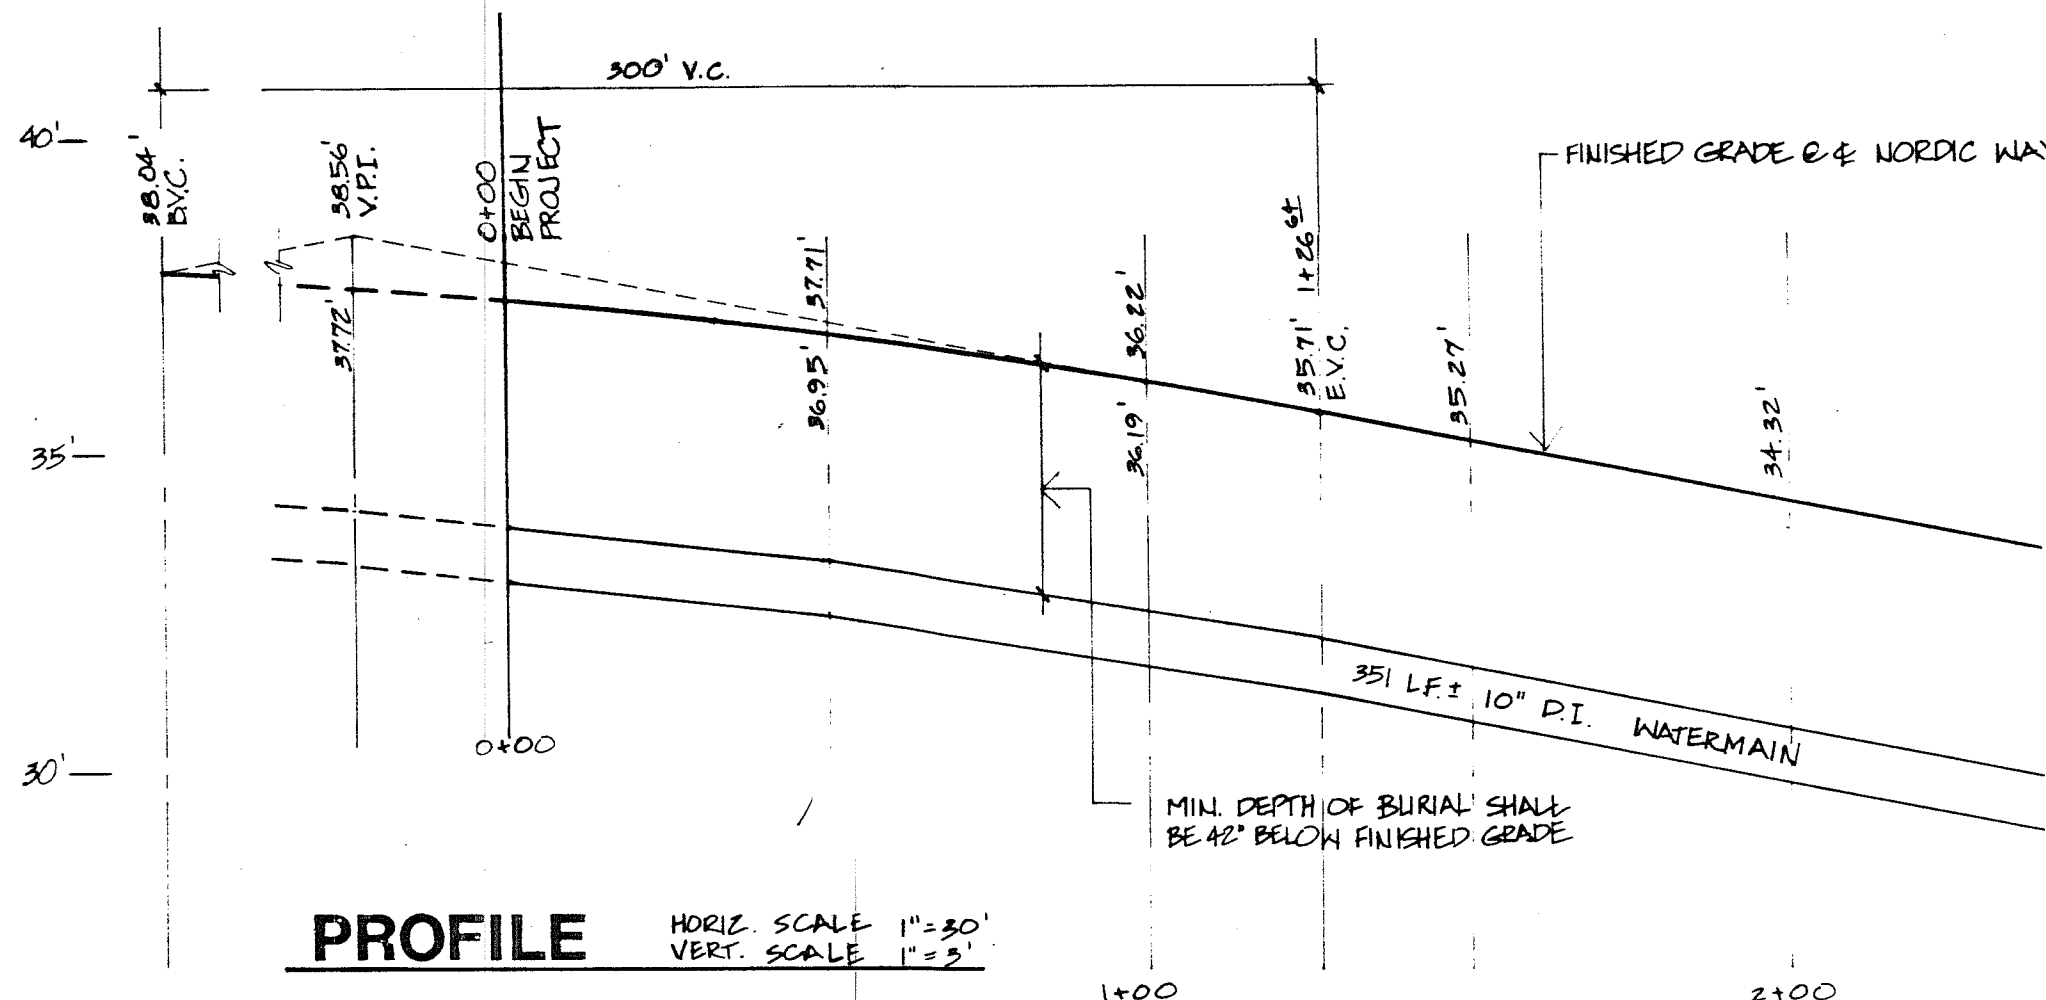 300' V.C.
40'
38.04'
B.V.C.
38.56'
V.P.I.
0+00
BEGIN
PROJECT
FINISHED GRADE @ ℄ NORDIC WAY
37.72'
37.71'
36.95'
36.22'
36.19'
1+26⁶⁴
35.71'
E.V.C.
35.27'
34.32'
35'
30'
0+00
351 LF.± 10" D.I. WATERMAIN
MIN. DEPTH OF BURIAL SHALL
BE 42" BELOW FINISHED GRADE
PROFILE
HORIZ. SCALE 1"=30'
VERT. SCALE 1"=3'
1+00
2+00